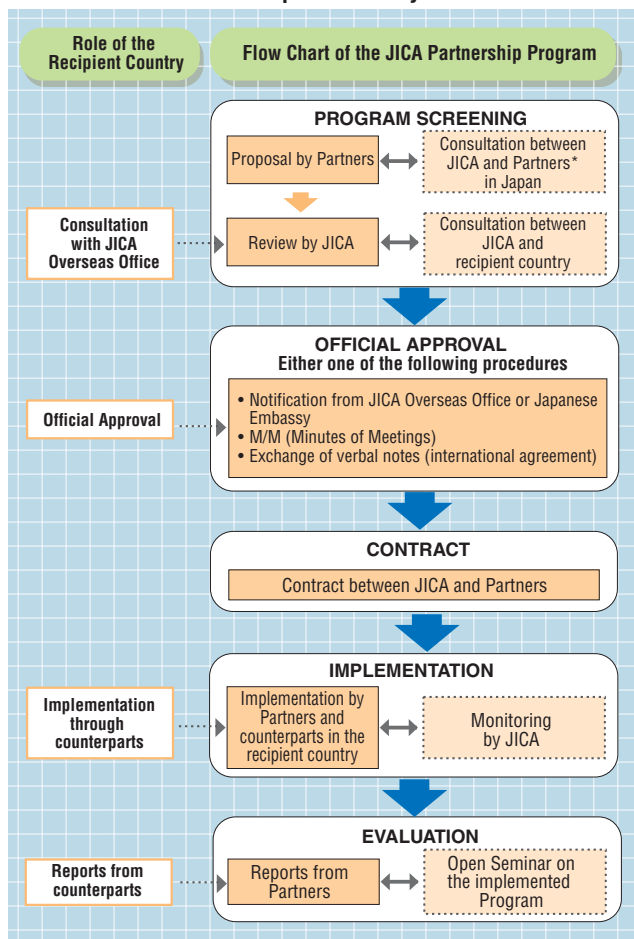 Role of the
Recipient Country
Flow Chart of the JICA Partnership Program
PROGRAM SCREENING
Proposal by Partners
Consultation between
JICA and Partners*
in Japan
Consultation
with JICA
Overseas Office
Review by JICA
Consultation between
JICA and
recipient country
OFFICIAL APPROVAL
Either one of the following procedures
Official Approval
• Notification from JICA Overseas Office or Japanese
Embassy
• M/M (Minutes of Meetings)
• Exchange of verbal notes (international agreement)
CONTRACT
Contract between JICA and Partners
IMPLEMENTATION
Implementation
through
counterparts
Implementation by
Partners and
counterparts in the
recipient country
Monitoring
by JICA
EVALUATION
Reports from
counterparts
Reports from
Partners
Open Seminar on
the implemented
Program